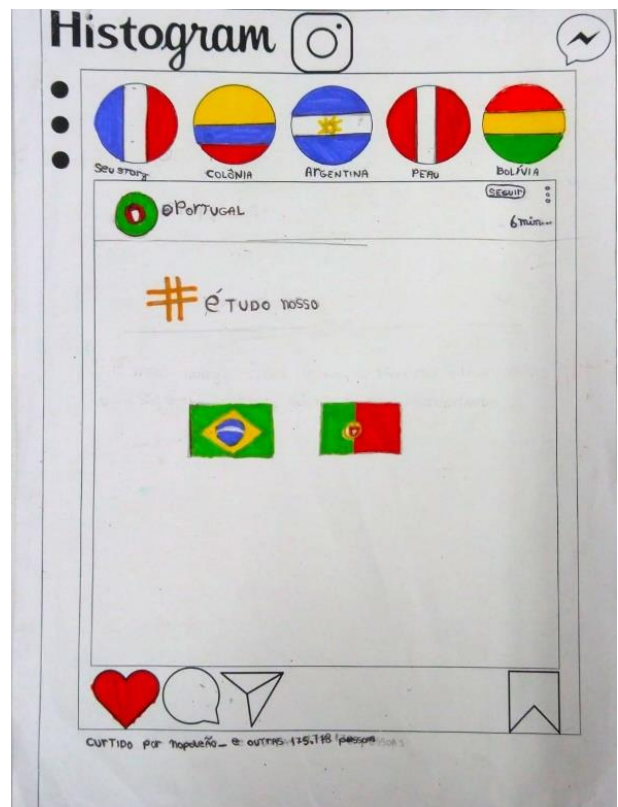 Histogram
Seu story COLÔNIA ArGENTINA PERU BOLÍVIA
@PorTUGAL SEGUIr
6 min...
# é TUDO nosso
CUrTIDO Por napoleão_ e outras 175.778 pessoas